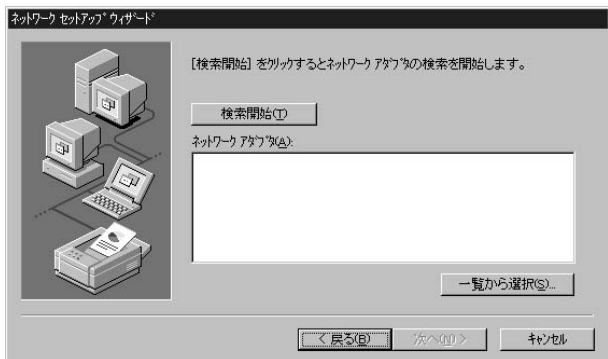 ネットワーク セットアップ ウィザード
[検索開始] をクリックするとネットワーク アダプタの検索を開始します。
検索開始(T)
ネットワーク アダプタ(A):
一覧から選択(S)...
< 戻る(B)
次へ(N) >
キャンセル